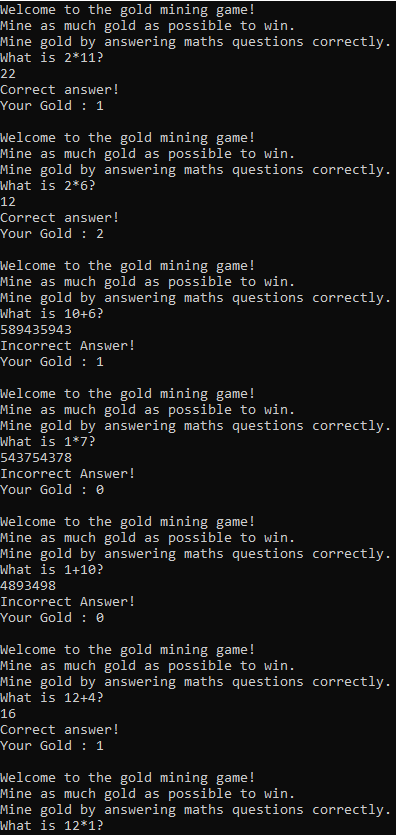 Welcome to the gold mining game!
Mine as much gold as possible to win.
Mine gold by answering maths questions correctly.
What is 2*11?
22
Correct answer!
Your Gold : 1
Welcome to the gold mining game!
Mine as much gold as possible to win.
Mine gold by answering maths questions correctly.
What is 2*6?
12
Correct answer!
Your Gold : 2
Welcome to the gold mining game!
Mine as much gold as possible to win.
Mine gold by answering maths questions correctly.
What is 10+6?
589435943
Incorrect Answer!
Your Gold : 1
Welcome to the gold mining game!
Mine as much gold as possible to win.
Mine gold by answering maths questions correctly.
What is 1*7?
543754378
Incorrect Answer!
Your Gold : 0
Welcome to the gold mining game!
Mine as much gold as possible to win.
Mine gold by answering maths questions correctly.
What is 1+10?
4893498
Incorrect Answer!
Your Gold : 0
Welcome to the gold mining game!
Mine as much gold as possible to win.
Mine gold by answering maths questions correctly.
What is 12+4?
16
Correct answer!
Your Gold : 1
Welcome to the gold mining game!
Mine as much gold as possible to win.
Mine gold by answering maths questions correctly.
What is 12*1?